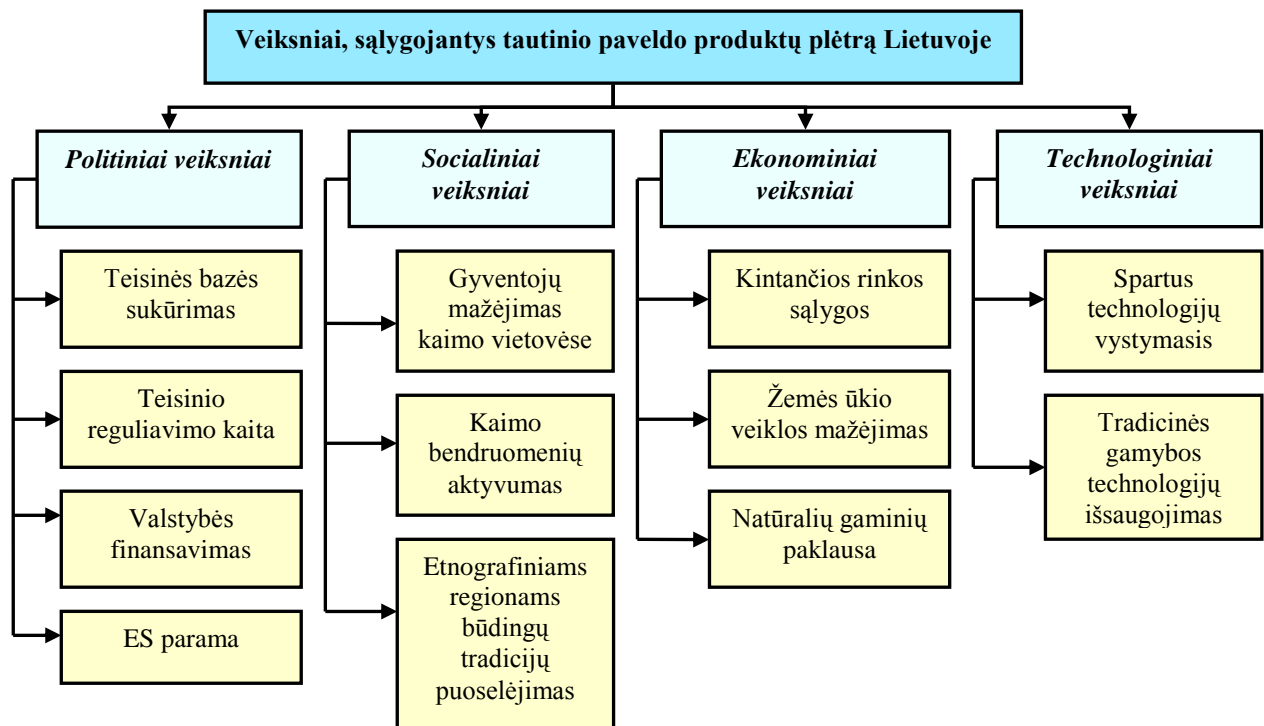 Veiksniai, sąlygojantys tautinio paveldo produktų plėtrą Lietuvoje
Politiniai veiksniai
Teisinės bazės
sukūrimas
Teisinio
reguliavimo kaita
Valstybės
finansavimas
ES parama
Socialiniai
veiksniai
Gyventojų
mažėjimas
kaimo vietovėse
Kaimo
bendruomenių
aktyvumas
Etnografiniams
regionams
būdingų
tradicijų
puoselėjimas
Ekonominiai
veiksniai
Kintančios rinkos
sąlygos
Žemės ūkio
veiklos mažėjimas
Natūralių gaminių
paklausa
Technologiniai
veiksniai
Spartus
technologijų
vystymasis
Tradicinės
gamybos
technologijų
išsaugojimas